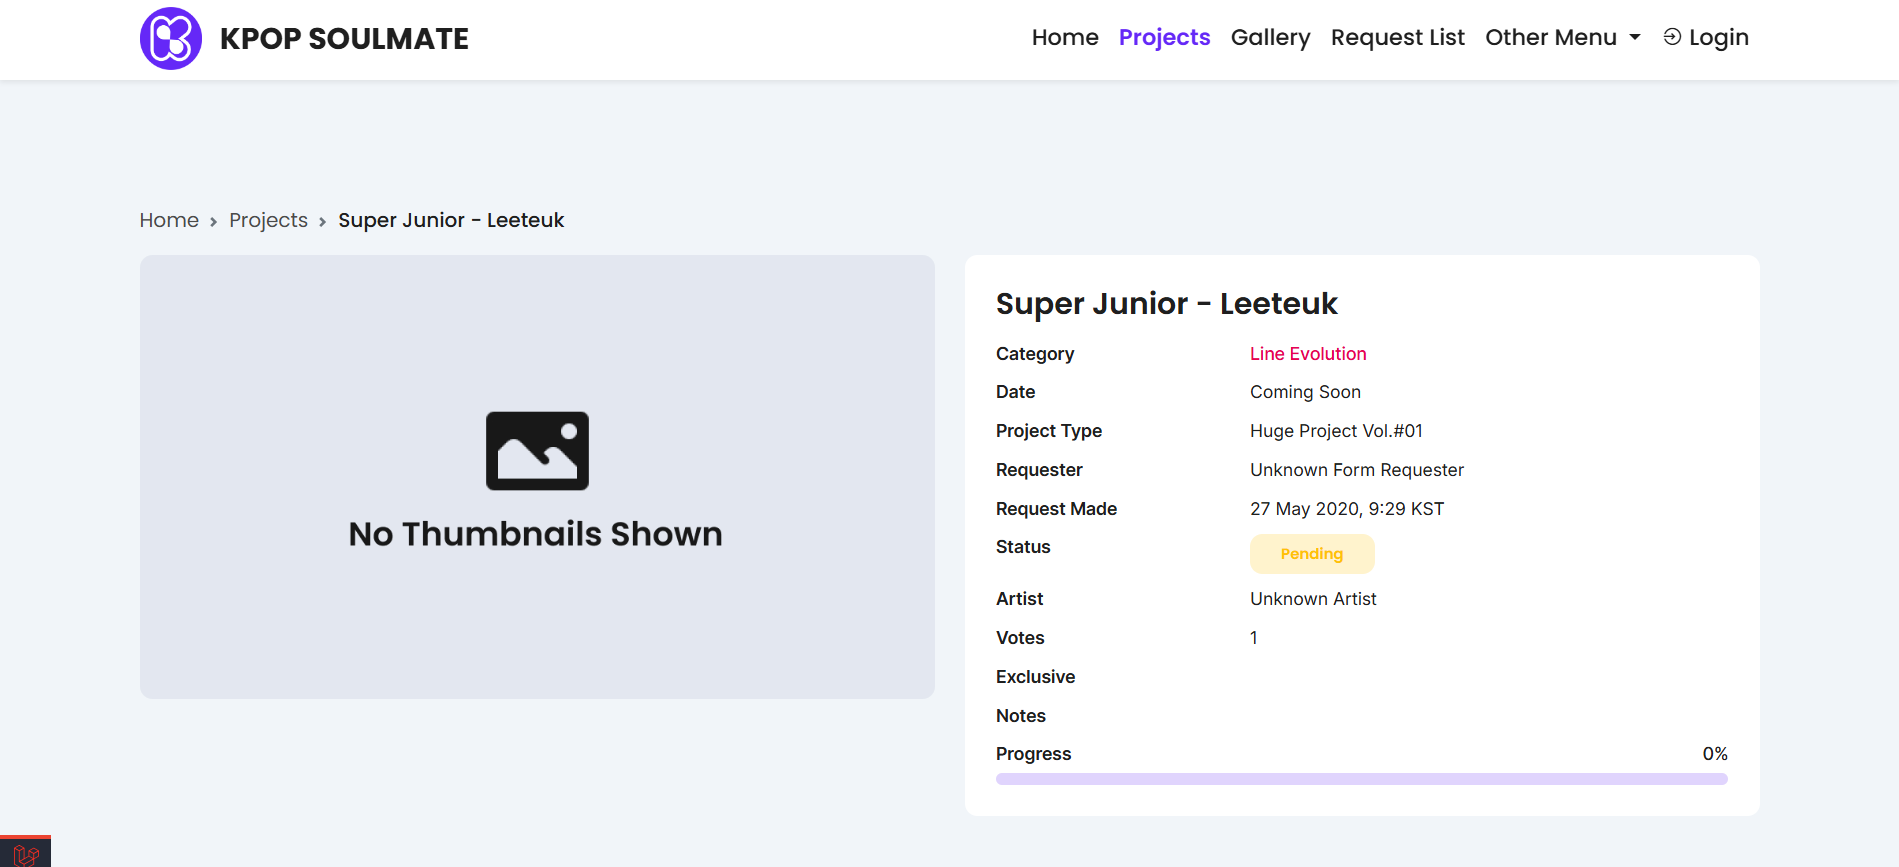 KPOP SOULMATE
Home Projects Gallery Request List Other Menu Login
Home > Projects > Super Junior - Leeteuk
No Thumbnails Shown
Super Junior - Leeteuk
Category Line Evolution
Date Coming Soon
Project Type Huge Project Vol.#01
Requester Unknown Form Requester
Request Made 27 May 2020, 9:29 KST
Status Pending
Artist Unknown Artist
Votes 1
Exclusive
Notes
Progress 0%